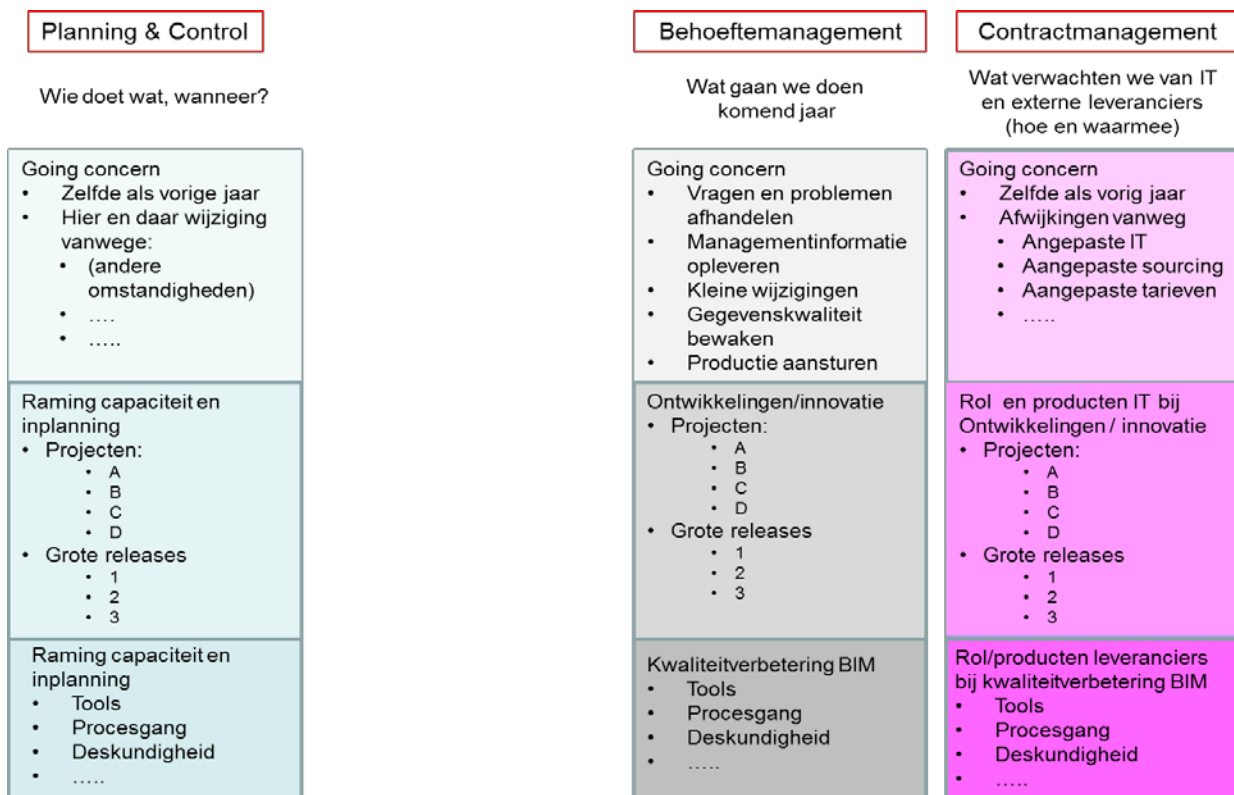 Planning & Control
Wie doet wat, wanneer?
Going concern
• Zelfde als vorige jaar
• Hier en daar wijziging
vanwege:
• (andere
omstandigheden)
• ….
• …..
Raming capaciteit en
inplanning
• Projecten:
• A
• B
• C
• D
• Grote releases
• 1
• 2
• 3
Raming capaciteit en
inplanning
• Tools
• Procesgang
• Deskundigheid
• …..
Behoeftemanagement
Wat gaan we doen
komend jaar
Going concern
• Vragen en problemen
afhandelen
• Managementinformatie
opleveren
• Kleine wijzigingen
• Gegevenskwaliteit
bewaken
• Productie aansturen
Ontwikkelingen/innovatie
• Projecten:
• A
• B
• C
• D
• Grote releases
• 1
• 2
• 3
Kwaliteitverbetering BIM
• Tools
• Procesgang
• Deskundigheid
• …..
Contractmanagement
Wat verwachten we van IT
en externe leveranciers
(hoe en waarmee)
Going concern
• Zelfde als vorig jaar
• Afwijkingen vanweg
• Angepaste IT
• Aangepaste sourcing
• Aangepaste tarieven
• …..
Rol en producten IT bij
Ontwikkelingen / innovatie
• Projecten:
• A
• B
• C
• D
• Grote releases
• 1
• 2
• 3
Rol/producten leveranciers
bij kwaliteitverbetering BIM
• Tools
• Procesgang
• Deskundigheid
• …..